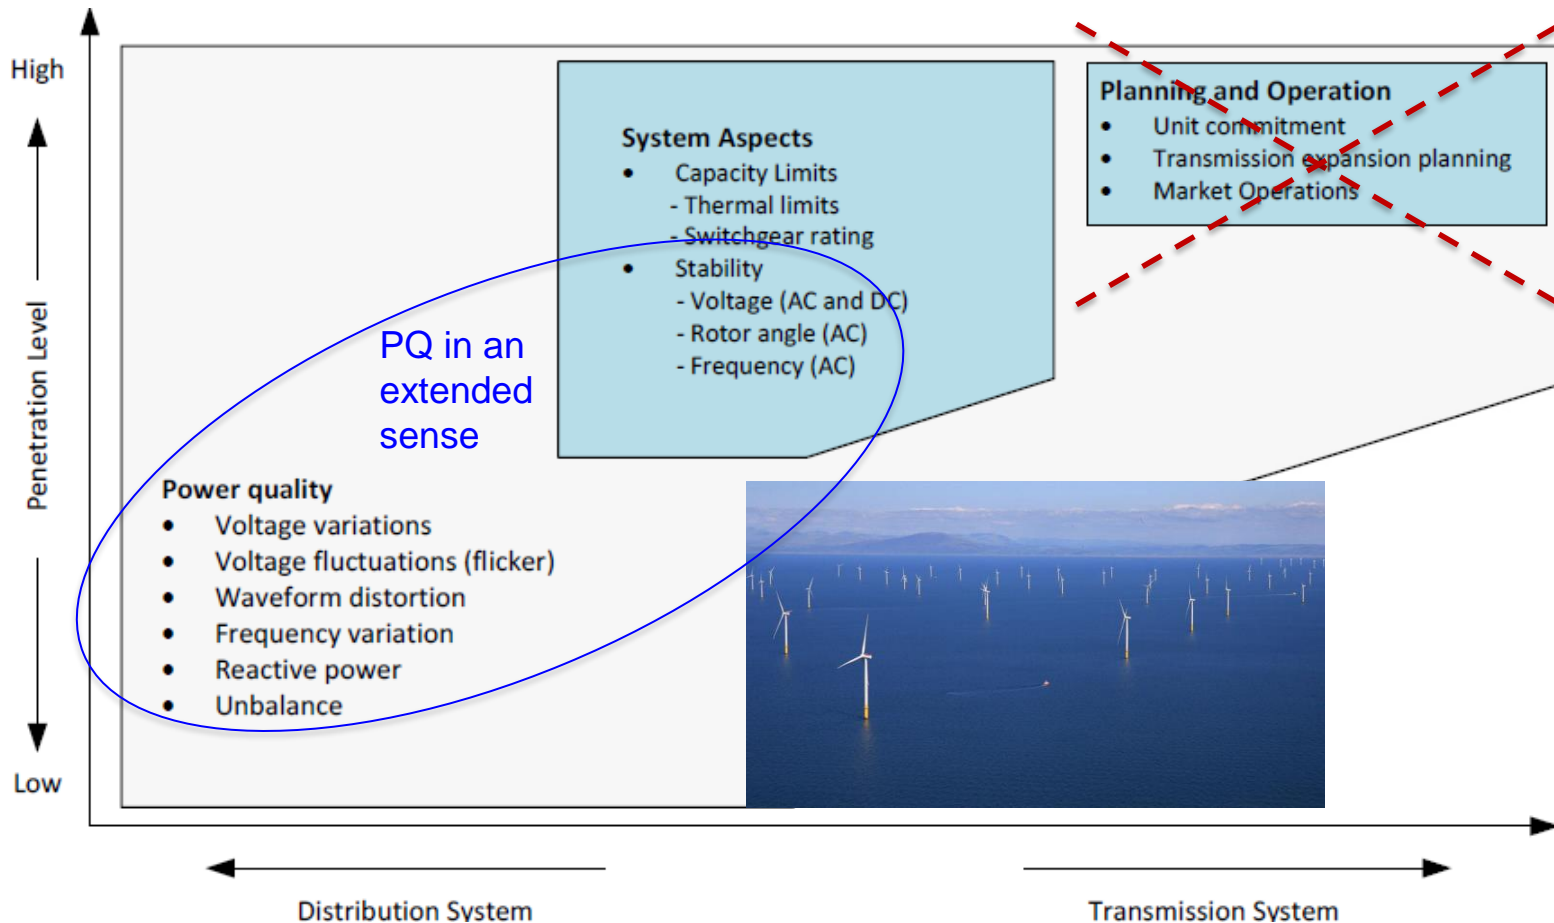 High
Penetration Level
Low
System Aspects
• Capacity Limits
- Thermal limits
- Switchgear rating
• Stability
- Voltage (AC and DC)
- Rotor angle (AC)
- Frequency (AC)
Planning and Operation
• Unit commitment
• Transmission expansion planning
• Market Operations
PQ in an
extended
sense
Power quality
• Voltage variations
• Voltage fluctuations (flicker)
• Waveform distortion
• Frequency variation
• Reactive power
• Unbalance
Distribution System
Transmission System